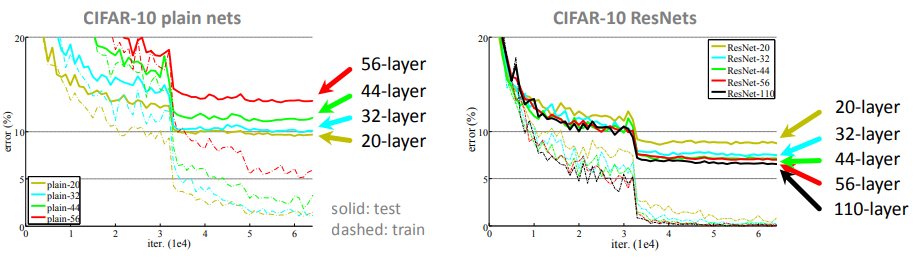 CIFAR-10 plain nets
20
10
5
0
error (%)
0
1
2
3
4
5
6
iter. (1e4)
plain-20
plain-32
plain-44
plain-56
56-layer
44-layer
32-layer
20-layer
solid: test
dashed: train
CIFAR-10 ResNets
20
10
5
0
error (%)
0
1
2
3
4
5
6
iter. (1e4)
ResNet-20
ResNet-32
ResNet-44
ResNet-56
ResNet-110
20-layer
32-layer
44-layer
56-layer
110-layer